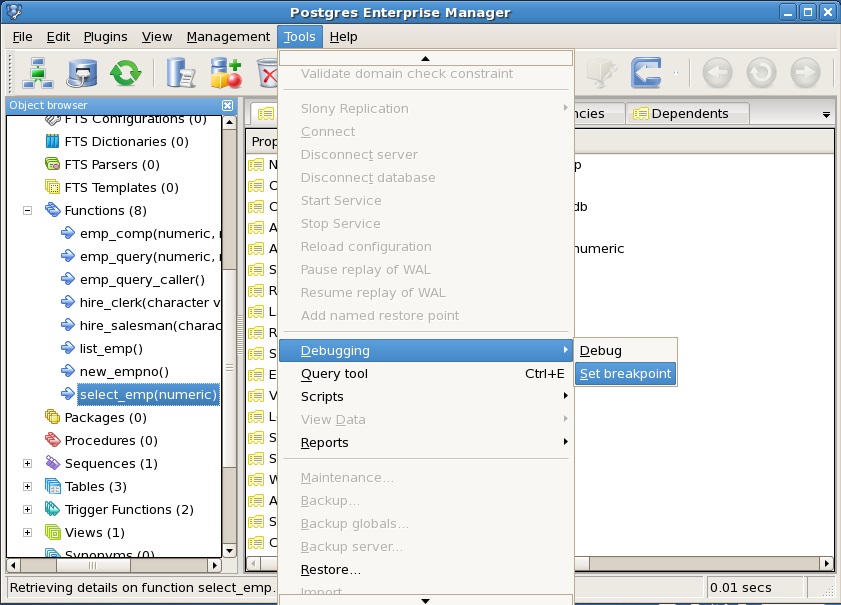 Postgres Enterprise Manager
File Edit Plugins View Management Tools Help
Object browser
FTS Configurations (0)
FTS Dictionaries (0)
FTS Parsers (0)
FTS Templates (0)
Functions (8)
emp_comp(numeric,
emp_query(numeric,
emp_query_caller()
hire_clerk(character v
hire_salesman(charac
list_emp()
new_empno()
select_emp(numeric)
Packages (0)
Procedures (0)
Sequences (1)
Tables (3)
Trigger Functions (2)
Views (1)
Synonyms (0)
Validate domain check constraint
Slony Replication
Connect
Disconnect server
Disconnect database
Start Service
Stop Service
Reload configuration
Pause replay of WAL
Resume replay of WAL
Add named restore point
Debugging
Query tool Ctrl+E
Scripts
View Data
Reports
Maintenance...
Backup...
Backup globals...
Backup server...
Restore...
Import
Debug
Set breakpoint
ncies
Dependents
Prop
N
C
C
A
A
S
R
L
R
S
E
V
L
S
S
W
A
S
C
p
db
numeric
Retrieving details on function select_emp.
0.01 secs